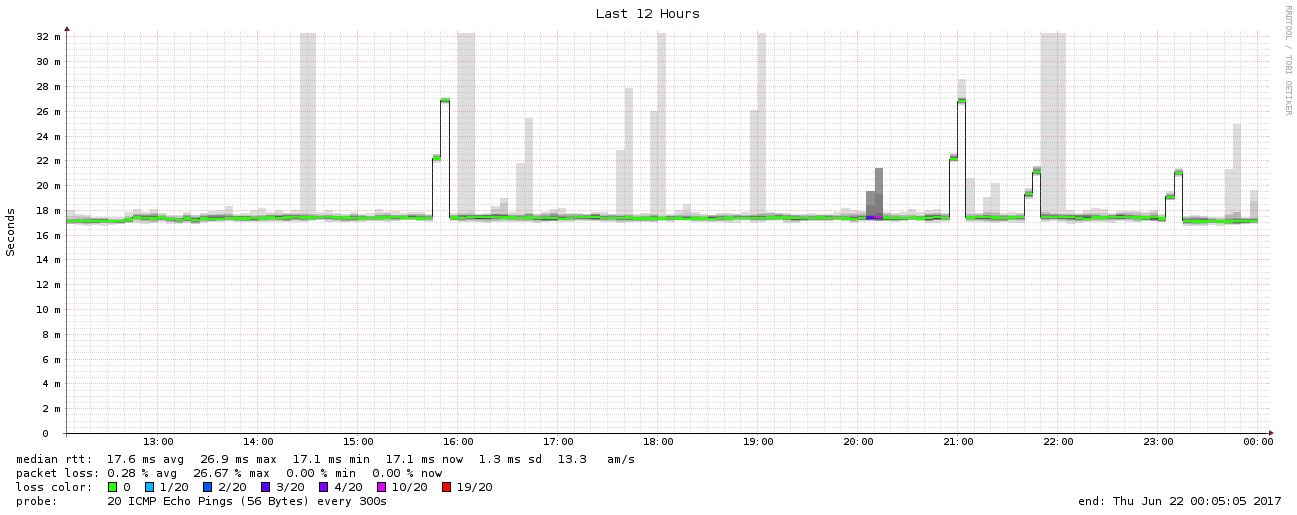 Last 12 Hours
RRDTOOL / TOBI OETIKER
Seconds
32 m
30 m
28 m
26 m
24 m
22 m
20 m
18 m
16 m
14 m
12 m
10 m
8 m
6 m
4 m
2 m
0
13:00 14:00 15:00 16:00 17:00 18:00 19:00 20:00 21:00 22:00 23:00 00:00
median rtt: 17.6 ms avg 26.9 ms max 17.1 ms min 17.1 ms now 1.3 ms sd 13.3 am/s
packet loss: 0.28 % avg 26.67 % max 0.00 % min 0.00 % now
loss color: 0 1/20 2/20 3/20 4/20 10/20 19/20
probe: 20 ICMP Echo Pings (56 Bytes) every 300s end: Thu Jun 22 00:05:05 2017